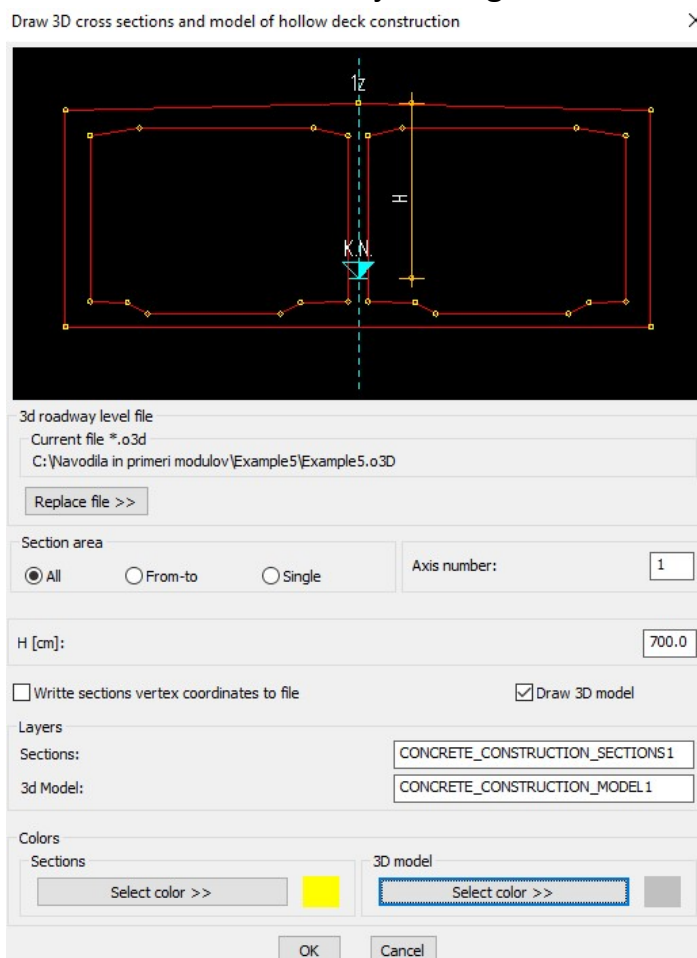 Draw 3D cross sections and model of hollow deck construction
1z
H
K.N.
3d roadway level file
Current file *.o3d
C:\Navodila in primeri modulov\Example5\Example5.o3D
Replace file >>
Section area
All From-to Single
Axis number: 1
H [cm]: 700.0
Writte sections vertex coordinates to file Draw 3D model
Layers
Sections: CONCRETE_CONSTRUCTION_SECTIONS1
3d Model: CONCRETE_CONSTRUCTION_MODEL1
Colors
Sections 3D model
Select color >> Select color >>
OK Cancel